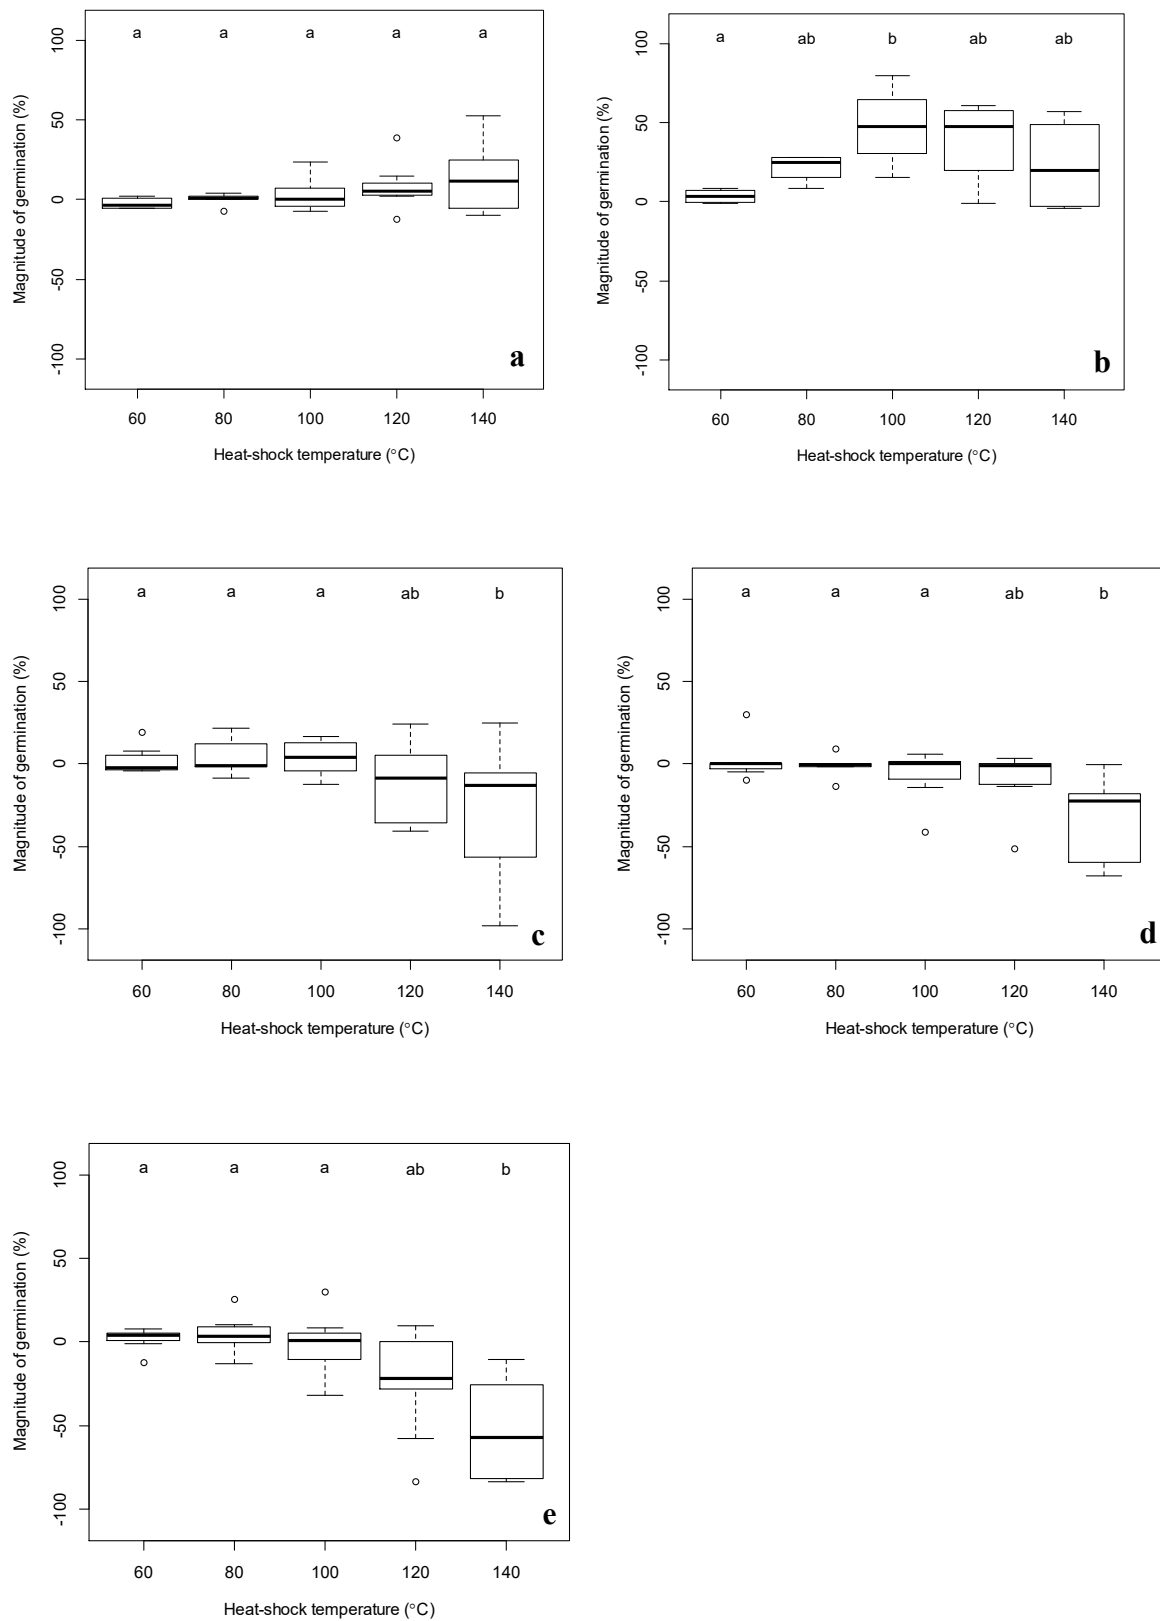 a a a a a
Magnitude of germination (%)
100
50
0
-50
-100
a
60 80 100 120 140
Heat-shock temperature (°C)
a ab b ab ab
Magnitude of germination (%)
100
50
0
-50
-100
b
60 80 100 120 140
Heat-shock temperature (°C)
a a a ab b
Magnitude of germination (%)
100
50
0
-50
-100
c
60 80 100 120 140
Heat-shock temperature (°C)
a a a ab b
Magnitude of germination (%)
100
50
0
-50
-100
d
60 80 100 120 140
Heat-shock temperature (°C)
a a a ab b
Magnitude of germination (%)
100
50
0
-50
-100
e
60 80 100 120 140
Heat-shock temperature (°C)